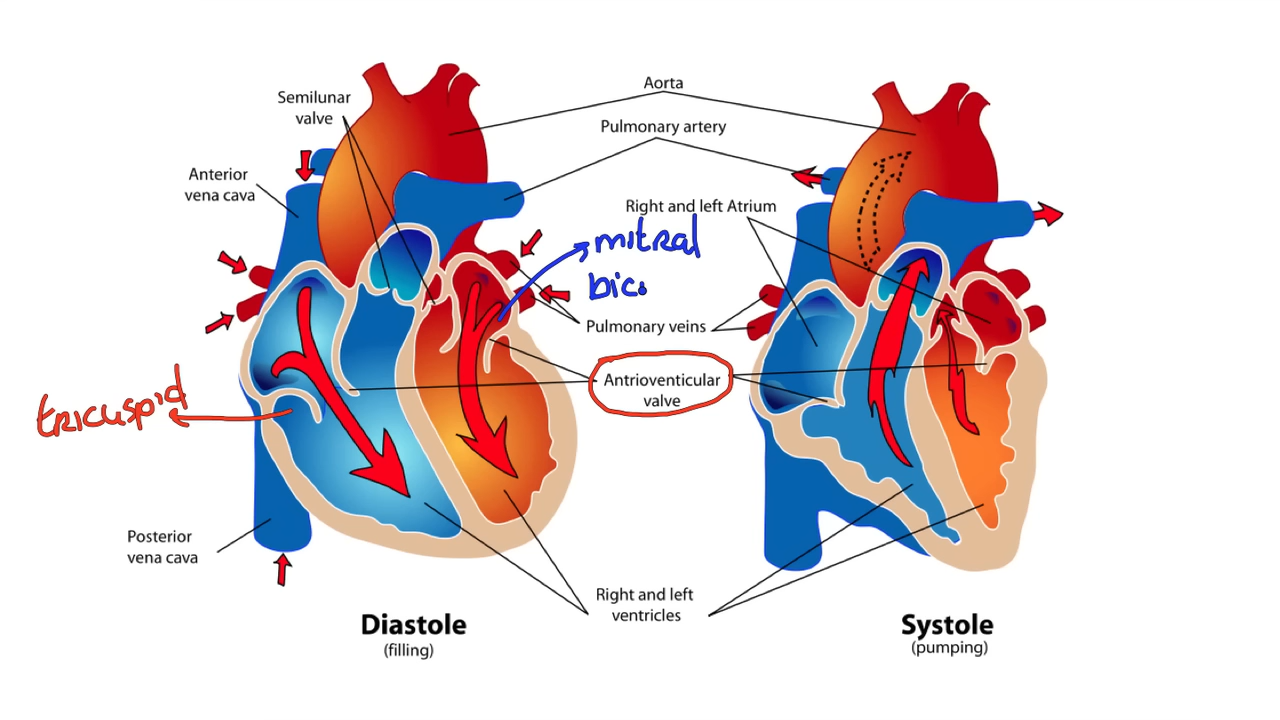 Aorta
Semilunar
valve
Pulmonary artery
Anterior
vena cava
Right and left Atrium
mitral
bic
Pulmonary veins
Antrioventicular
valve
tricuspid
Posterior
vena cava
Right and left
ventricles
Diastole
(filling)
Systole
(pumping)